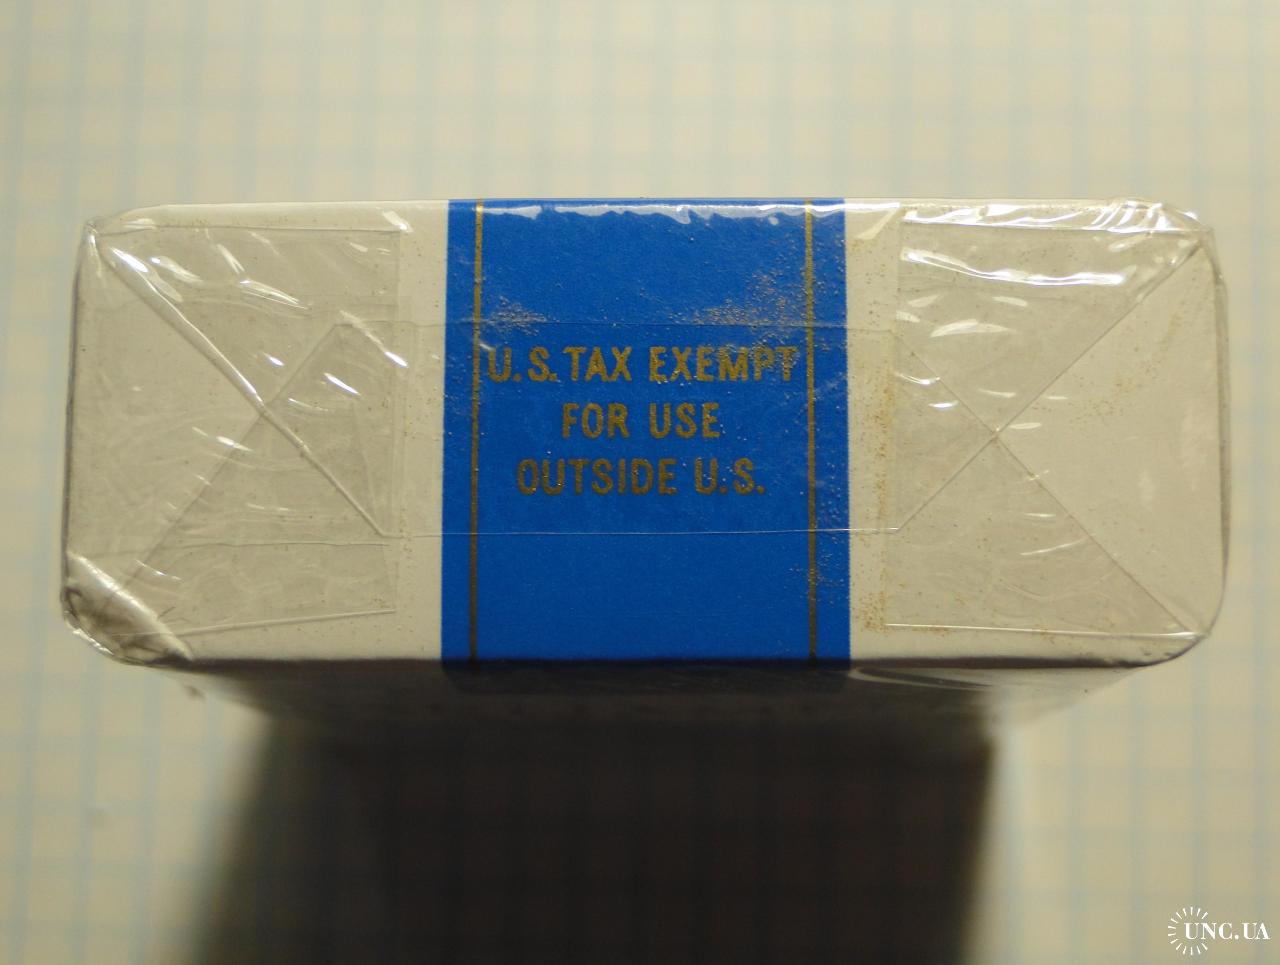 U.S. TAX EXEMPT
FOR USE
OUTSIDE U.S.
UNC.UA